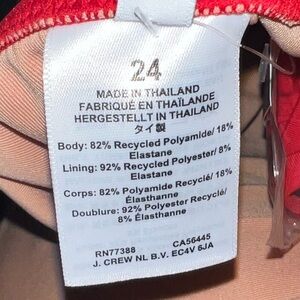 24
MADE IN THAILAND
FABRIQUÉ EN THAÏLANDE
HERGESTELLT IN THAILAND
タイ製
Body: 82% Recycled Polyamide/ 18%
Elastane
Lining: 92% Recycled Polyester/ 8%
Elastane
Corps: 82% Polyamide Recyclé/ 18%
Élasthanne
Doublure: 92% Polyester Recyclé/
8% Élasthanne
RN77388 CA56445
J. CREW NL B.V. EC4V 6JA